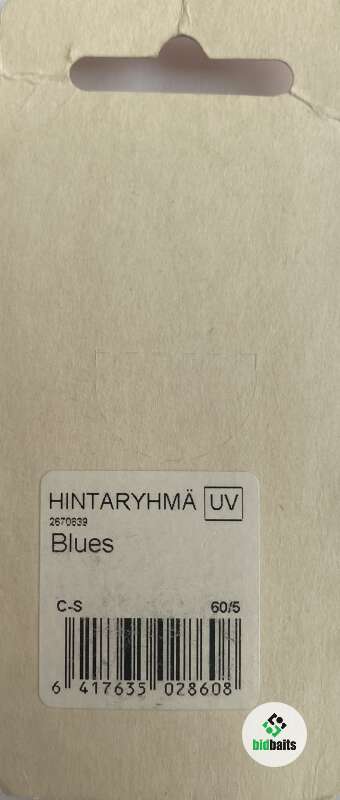 HINTARYHMÄ UV
2670639
Blues
C-S 60/5
6 417635 028608
bidbaits